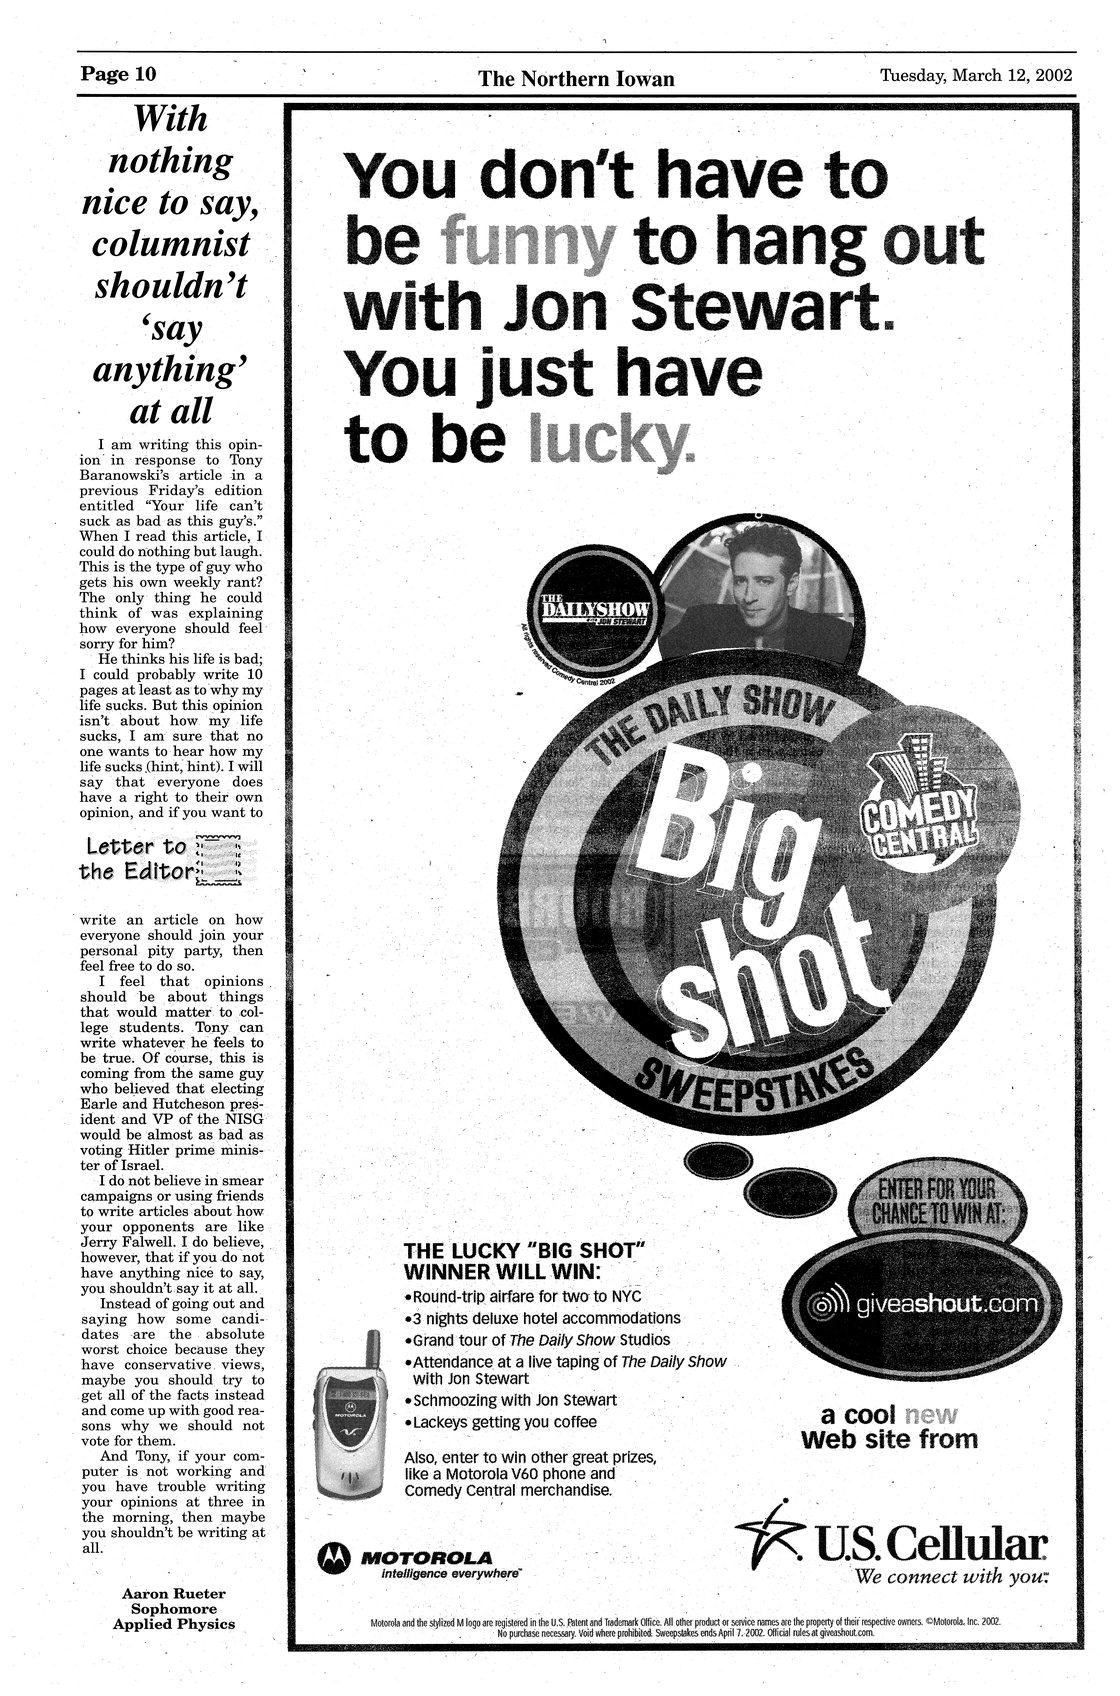 Page 10
The Northern Iowan
Tuesday, March 12, 2002
With
nothing
nice to say,
columnist
shouldn't
'say
anything'
at all
I am writing this opin-
ion in response to Tony
Baranowski's article in a
previous Friday's edition
entitled "Your life can't
suck as bad as this guy's."
When I read this article, I
could do nothing but laugh.
This is the type of guy who
gets his own weekly rant?
The only thing he could
think of was explaining
how everyone should feel
sorry for him?
He thinks his life is bad;
I could probably write 10
pages at least as to why my
life sucks. But this opinion
isn't about how my life
sucks, I am sure that no
one wants to hear how my
life sucks (hint, hint). I will
say that everyone does
have a right to their own
opinion, and if you want to
Letter to
the Editor
write an article on how
everyone should join your
personal pity party, then
feel free to do so.
I feel that opinions
should be about things
that would matter to col-
lege students. Tony can
write whatever he feels to
be true. Of course, this is
coming from the same guy
who believed that electing
Earle and Hutcheson pres-
ident and VP of the NISG
would be almost as bad as
voting Hitler prime minis-
ter of Israel.
I do not believe in smear
campaigns or using friends
to write articles about how
your opponents are like
Jerry Falwell. I do believe,
however, that if you do not
have anything nice to say,
you shouldn't say it at all.
Instead of going out and
saying how some candi-
dates are the absolute
worst choice because they
have conservative views,
maybe you should try to
get all of the facts instead
and come up with good rea-
sons why we should not
vote for them.
And Tony, if your com-
puter is not working and
you have trouble writing
your opinions at three in
the morning, then maybe
you shouldn't be writing at
all.
Aaron Rueter
Sophomore
Applied Physics
You don't have to
be funny to hang out
with Jon Stewart.
You just have
to be lucky.
THE
DAILY SHOW
WITH JON STEWART
All rights reserved Comedy Central 2002
THE DAILY SHOW
Big
shot
SWEEPSTAKES
COMEDY
CENTRAL
ENTER FOR YOUR
CHANCE TO WIN AT:
giveashout.com
a cool new
Web site from
THE LUCKY "BIG SHOT"
WINNER WILL WIN:
•Round-trip airfare for two to NYC
•3 nights deluxe hotel accommodations
•Grand tour of The Daily Show Studios
•Attendance at a live taping of The Daily Show
with Jon Stewart
•Schmoozing with Jon Stewart
•Lackeys getting you coffee
Also, enter to win other great prizes,
like a Motorola V60 phone and
Comedy Central merchandise.
MOTOROLA
MOTOROLA
intelligence everywhere™
U.S. Cellular
We connect with you.
Motorola and the stylized M logo are registered in the U.S. Patent and Trademark Office. All other product or service names are the property of their respective owners. ©Motorola, Inc. 2002.
No purchase necessary. Void where prohibited. Sweepstakes ends April 7, 2002. Official rules at giveashout.com.